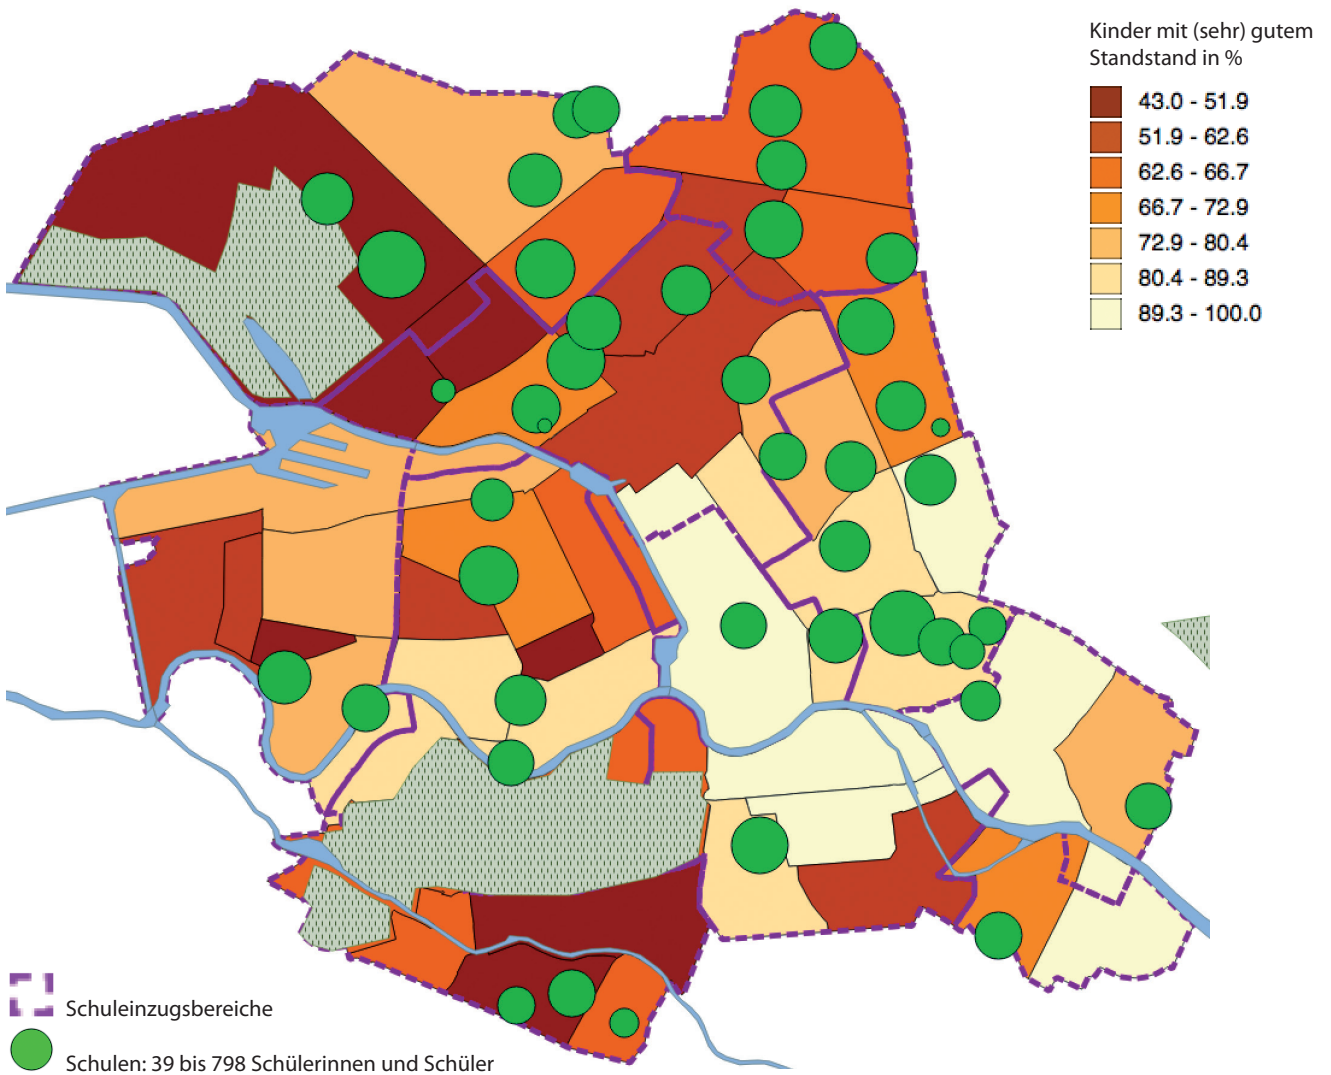 Kinder mit (sehr) gutem
Standstand in %
43.0 - 51.9
51.9 - 62.6
62.6 - 66.7
66.7 - 72.9
72.9 - 80.4
80.4 - 89.3
89.3 - 100.0
Schuleinzugsbereiche
Schulen: 39 bis 798 Schülerinnen und Schüler